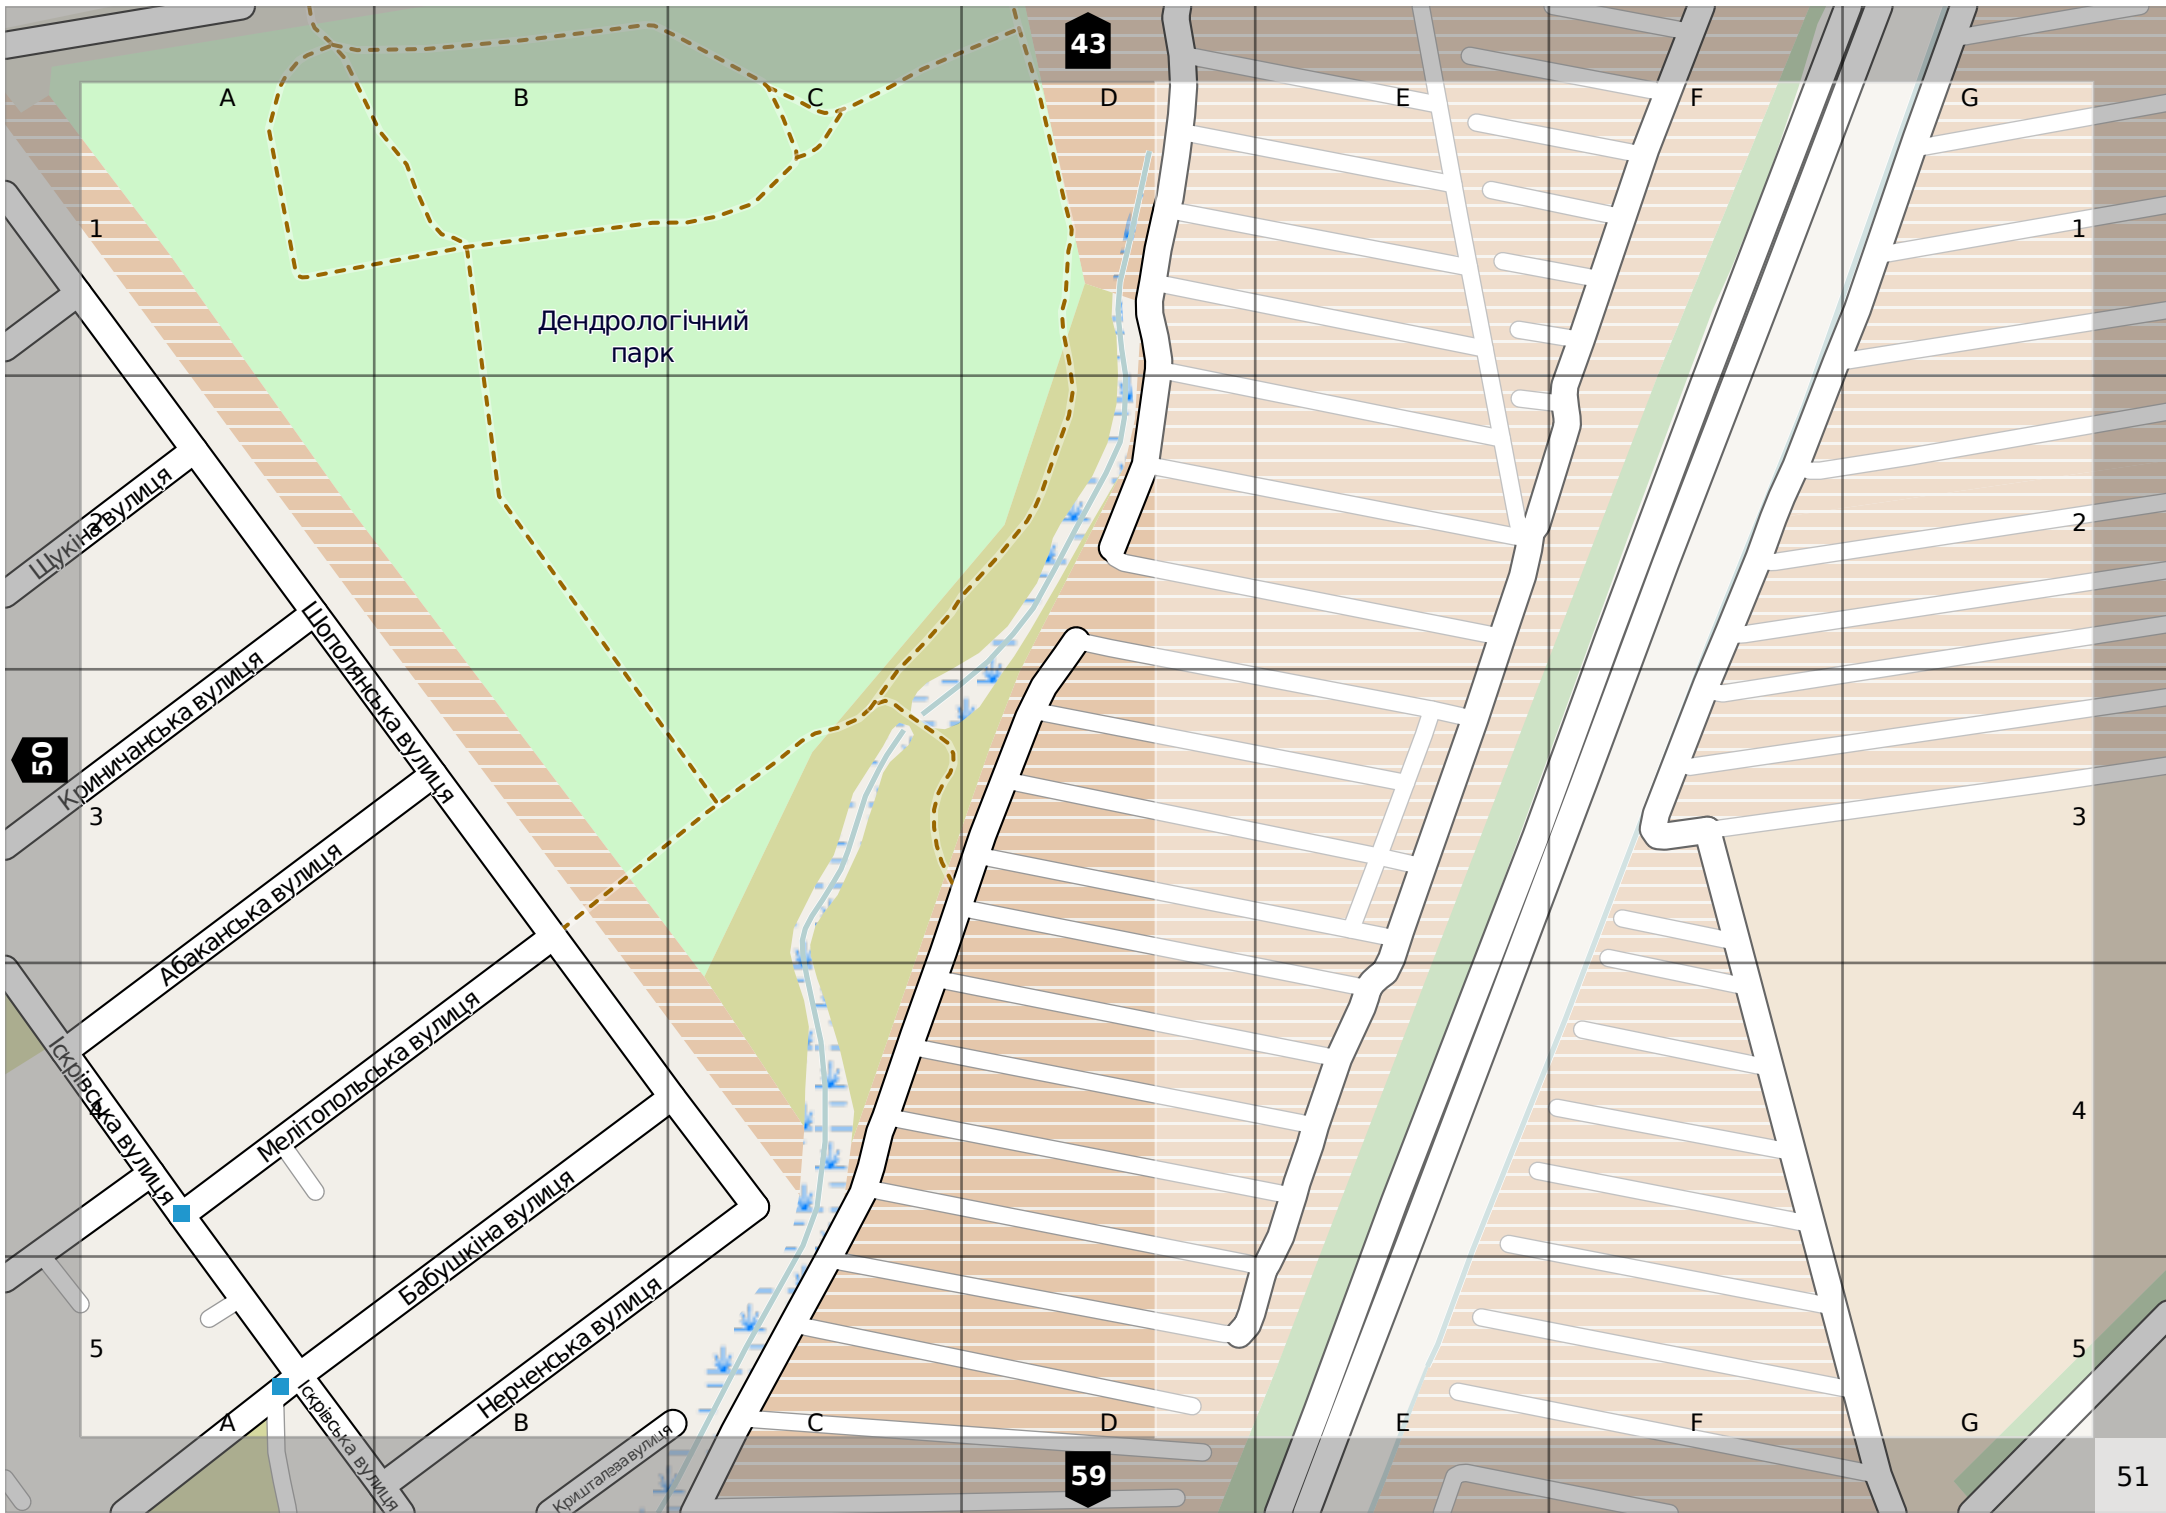 43
A B C D E F G
1 1
Дендрологічний
парк
Щукіна вулиця
2 2
Шополянська вулиця
Криничанська вулиця
50
3 3
Абаканська вулиця
Мелітопольська вулиця
Іскрівська вулиця
4 4
Бабушкіна вулиця
Нерченська вулиця
5 5
Іскрівська вулиця
A B C D E F G
Кришталева вулиця
59
51